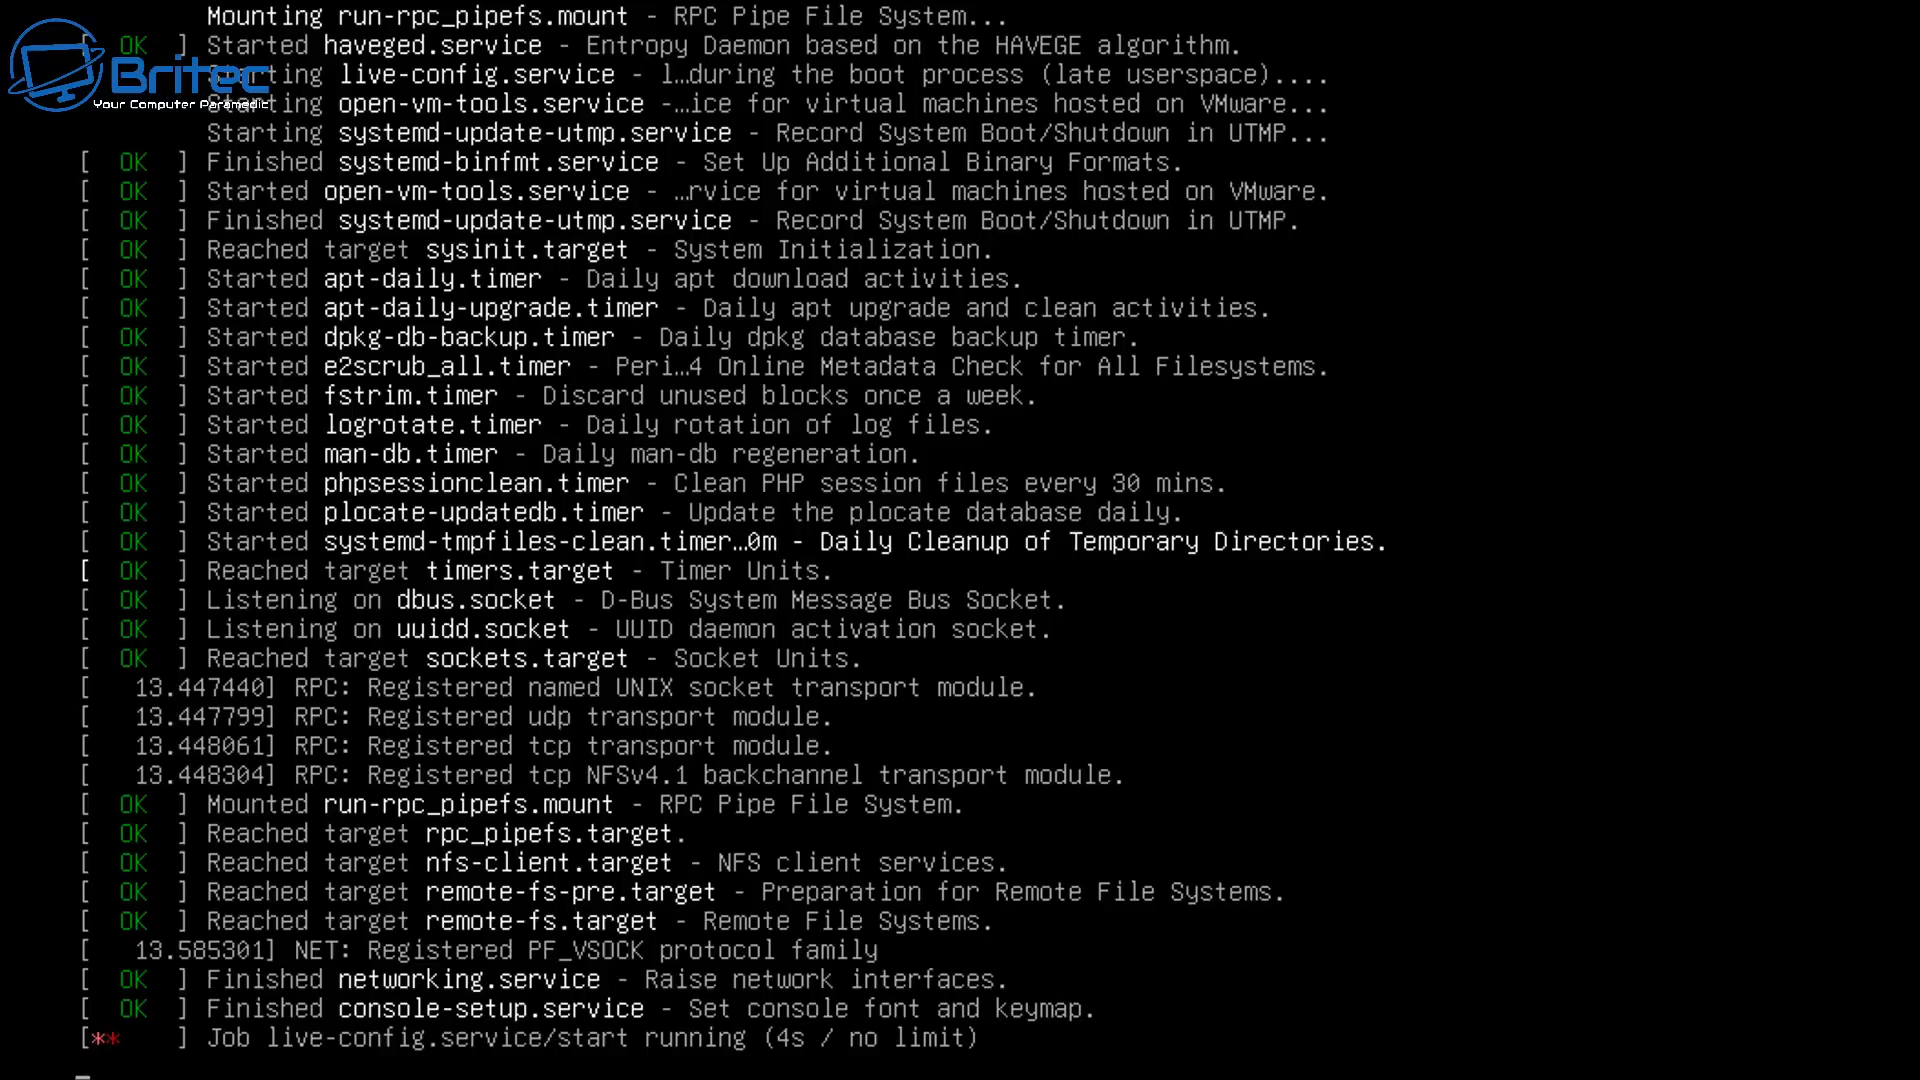 Mounting run-rpc_pipefs.mount - RPC Pipe File System...
[  OK  ] Started haveged.service - Entropy Daemon based on the HAVEGE algorithm.
Britec
Your Computer Paramedic
Starting live-config.service - l…during the boot process (late userspace)....
Starting open-vm-tools.service -…ice for virtual machines hosted on VMware...
Starting systemd-update-utmp.service - Record System Boot/Shutdown in UTMP...
[  OK  ] Finished systemd-binfmt.service - Set Up Additional Binary Formats.
[  OK  ] Started open-vm-tools.service - …rvice for virtual machines hosted on VMware.
[  OK  ] Finished systemd-update-utmp.service - Record System Boot/Shutdown in UTMP.
[  OK  ] Reached target sysinit.target - System Initialization.
[  OK  ] Started apt-daily.timer - Daily apt download activities.
[  OK  ] Started apt-daily-upgrade.timer - Daily apt upgrade and clean activities.
[  OK  ] Started dpkg-db-backup.timer - Daily dpkg database backup timer.
[  OK  ] Started e2scrub_all.timer - Peri…4 Online Metadata Check for All Filesystems.
[  OK  ] Started fstrim.timer - Discard unused blocks once a week.
[  OK  ] Started logrotate.timer - Daily rotation of log files.
[  OK  ] Started man-db.timer - Daily man-db regeneration.
[  OK  ] Started phpsessionclean.timer - Clean PHP session files every 30 mins.
[  OK  ] Started plocate-updatedb.timer - Update the plocate database daily.
[  OK  ] Started systemd-tmpfiles-clean.timer…0m - Daily Cleanup of Temporary Directories.
[  OK  ] Reached target timers.target - Timer Units.
[  OK  ] Listening on dbus.socket - D-Bus System Message Bus Socket.
[  OK  ] Listening on uuidd.socket - UUID daemon activation socket.
[  OK  ] Reached target sockets.target - Socket Units.
[   13.447440] RPC: Registered named UNIX socket transport module.
[   13.447799] RPC: Registered udp transport module.
[   13.448061] RPC: Registered tcp transport module.
[   13.448304] RPC: Registered tcp NFSv4.1 backchannel transport module.
[  OK  ] Mounted run-rpc_pipefs.mount - RPC Pipe File System.
[  OK  ] Reached target rpc_pipefs.target.
[  OK  ] Reached target nfs-client.target - NFS client services.
[  OK  ] Reached target remote-fs-pre.target - Preparation for Remote File Systems.
[  OK  ] Reached target remote-fs.target - Remote File Systems.
[   13.585301] NET: Registered PF_VSOCK protocol family
[  OK  ] Finished networking.service - Raise network interfaces.
[  OK  ] Finished console-setup.service - Set console font and keymap.
[**    ] Job live-config.service/start running (4s / no limit)